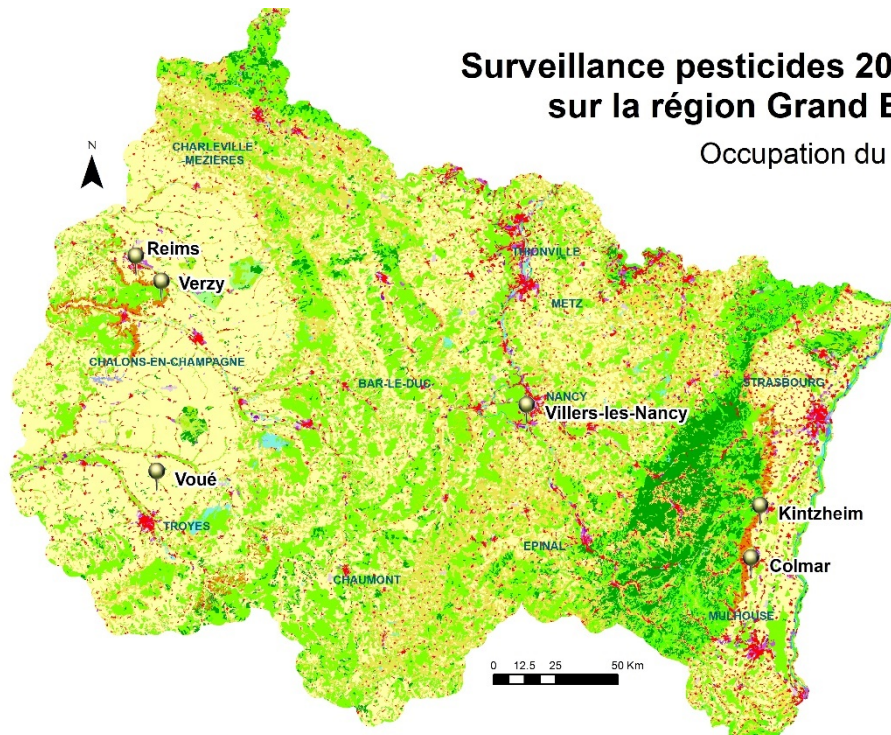 Surveillance pesticides 20
sur la région Grand
Occupation du
N
CHARLEVILLE
-MEZIERES
Reims
Verzy
THIONVILLE
METZ
CHALONS-EN-CHAMPAGNE
BAR-LE-DUC
STRASBOURG
NANCY
Villers-les-Nancy
Voué
TROYES
Kintzheim
EPINAL
Colmar
CHAUMONT
MULHOUSE
0 12.5 25 50 Km